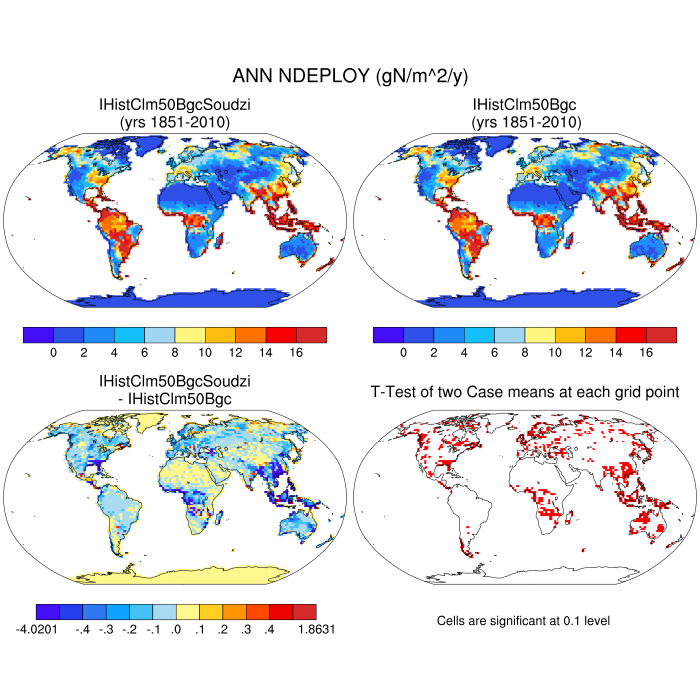 ANN NDEPLOY (gN/m^2/y)
IHistClm50BgcSoudzi
(yrs 1851-2010)
IHistClm50Bgc
(yrs 1851-2010)
0 2 4 6 8 10 12 14 16
0 2 4 6 8 10 12 14 16
IHistClm50BgcSoudzi
- IHistClm50Bgc
T-Test of two Case means at each grid point
-4.0201 -.4 -.3 -.2 -.1 .0 .1 .2 .3 .4 1.8631
Cells are significant at 0.1 level